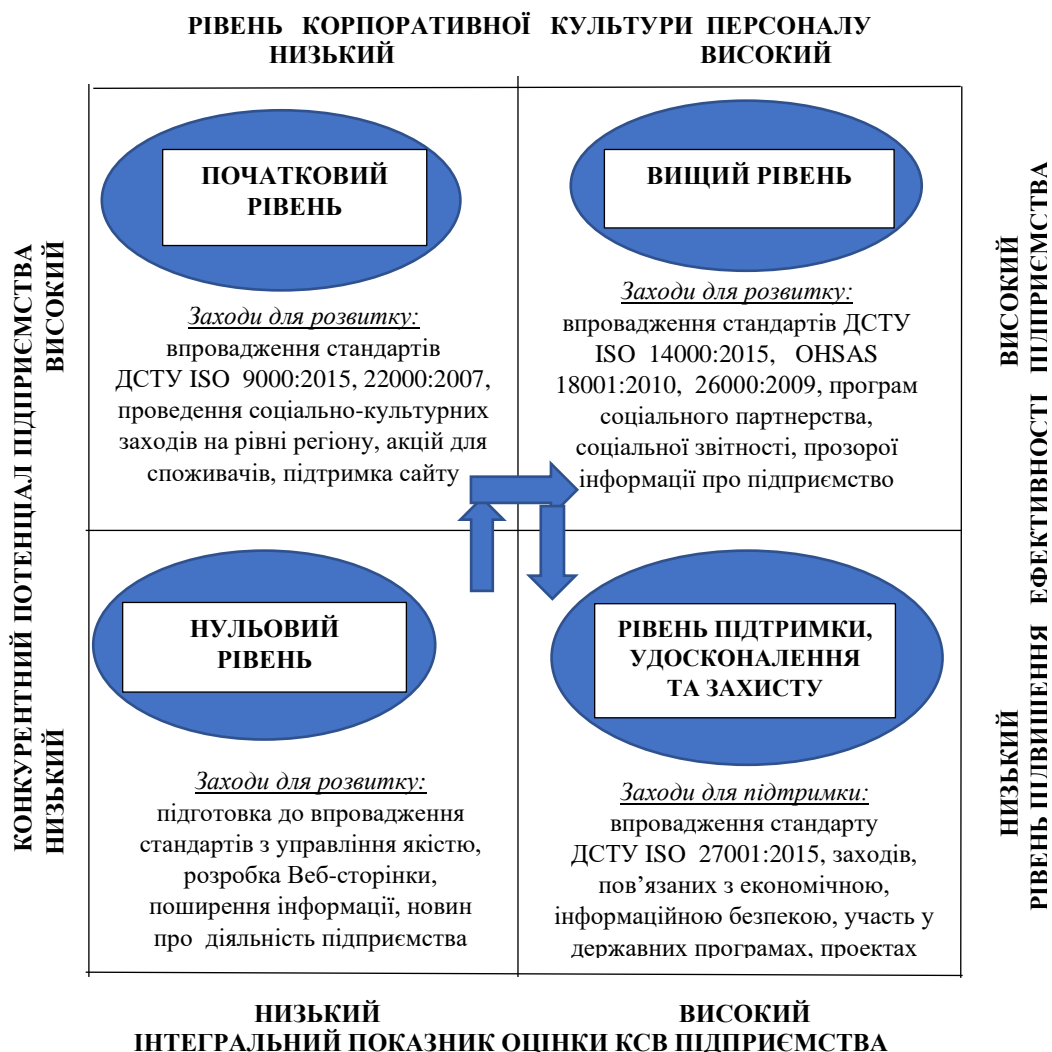 РІВЕНЬ КОРПОРАТИВНОЇ КУЛЬТУРИ ПЕРСОНАЛУ
НИЗЬКИЙ ВИСОКИЙ
КОНКУРЕНТНИЙ ПОТЕНЦІАЛ ПІДПРИЄМСТВА
НИЗЬКИЙ ВИСОКИЙ
ПОЧАТКОВИЙ
РІВЕНЬ
Заходи для розвитку:
впровадження стандартів
ДСТУ ISO 9000:2015, 22000:2007,
проведення соціально-культурних
заходів на рівні регіону, акцій для
споживачів, підтримка сайту
ВИЩИЙ РІВЕНЬ
Заходи для розвитку:
впровадження стандартів ДСТУ
ISO 14000:2015, OHSAS
18001:2010, 26000:2009, програм
соціального партнерства,
соціальної звітності, прозорої
інформації про підприємство
НУЛЬОВИЙ
РІВЕНЬ
Заходи для розвитку:
підготовка до впровадження
стандартів з управління якістю,
розробка Веб-сторінки,
поширення інформації, новин
про діяльність підприємства
РІВЕНЬ ПІДТРИМКИ,
УДОСКОНАЛЕННЯ
ТА ЗАХИСТУ
Заходи для підтримки:
впровадження стандарту
ДСТУ ISO 27001:2015, заходів,
пов’язаних з економічною,
інформаційною безпекою, участь у
державних програмах, проектах
НИЗЬКИЙ ВИСОКИЙ
РІВЕНЬ ПІДВИЩЕННЯ ЕФЕКТИВНОСТІ ПІДПРИЄМСТВА
НИЗЬКИЙ ВИСОКИЙ
ІНТЕГРАЛЬНИЙ ПОКАЗНИК ОЦІНКИ КСВ ПІДПРИЄМСТВА